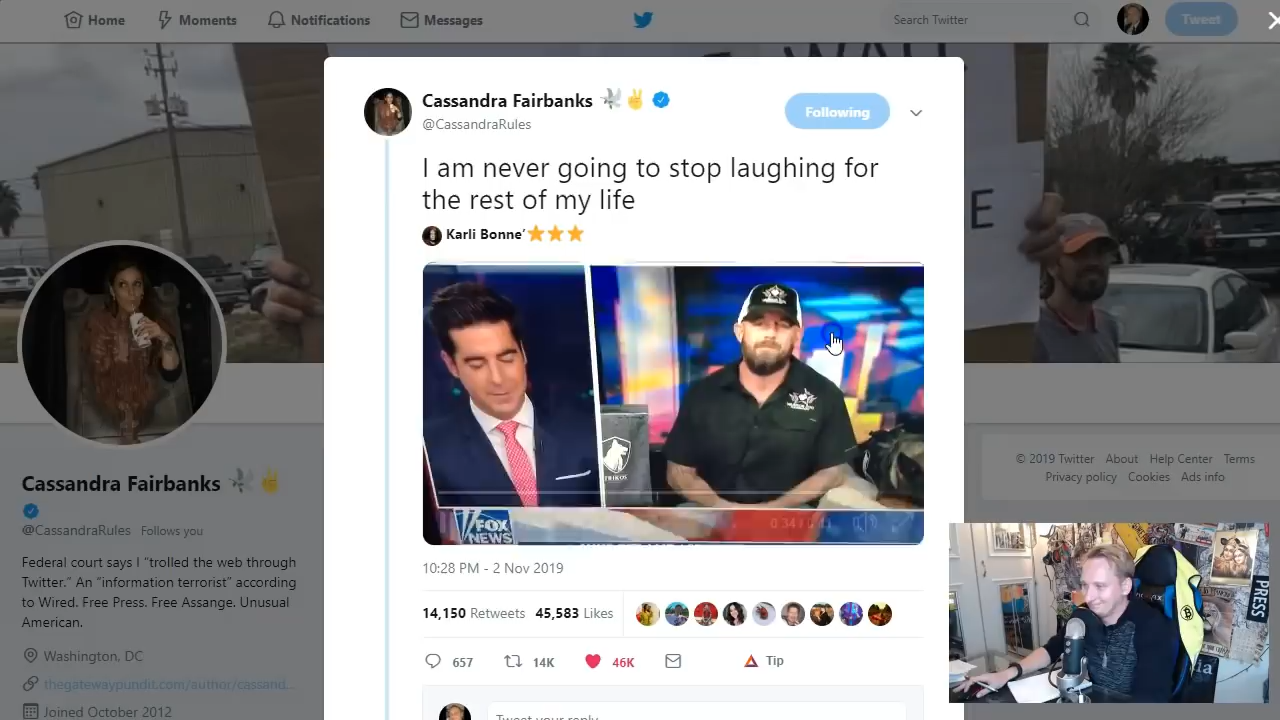 Home
Moments
Notifications
Messages
Search Twitter
Tweet
Cassandra Fairbanks
@CassandraRules
Following
I am never going to stop laughing for
the rest of my life
Karli Bonne'
FOX
NEWS
10:28 PM - 2 Nov 2019
14,150 Retweets 45,583 Likes
657
14K
46K
Tip
Tweet your reply
Cassandra Fairbanks
@CassandraRules Follows you
Federal court says I "trolled the web through
Twitter." An "information terrorist" according
to Wired. Free Press. Free Assange. Unusual
American.
Washington, DC
thegatewaypundit.com/author/cassand...
Joined October 2012
E
© 2019 Twitter About Help Center Terms
Privacy policy Cookies Ads info
PRESS